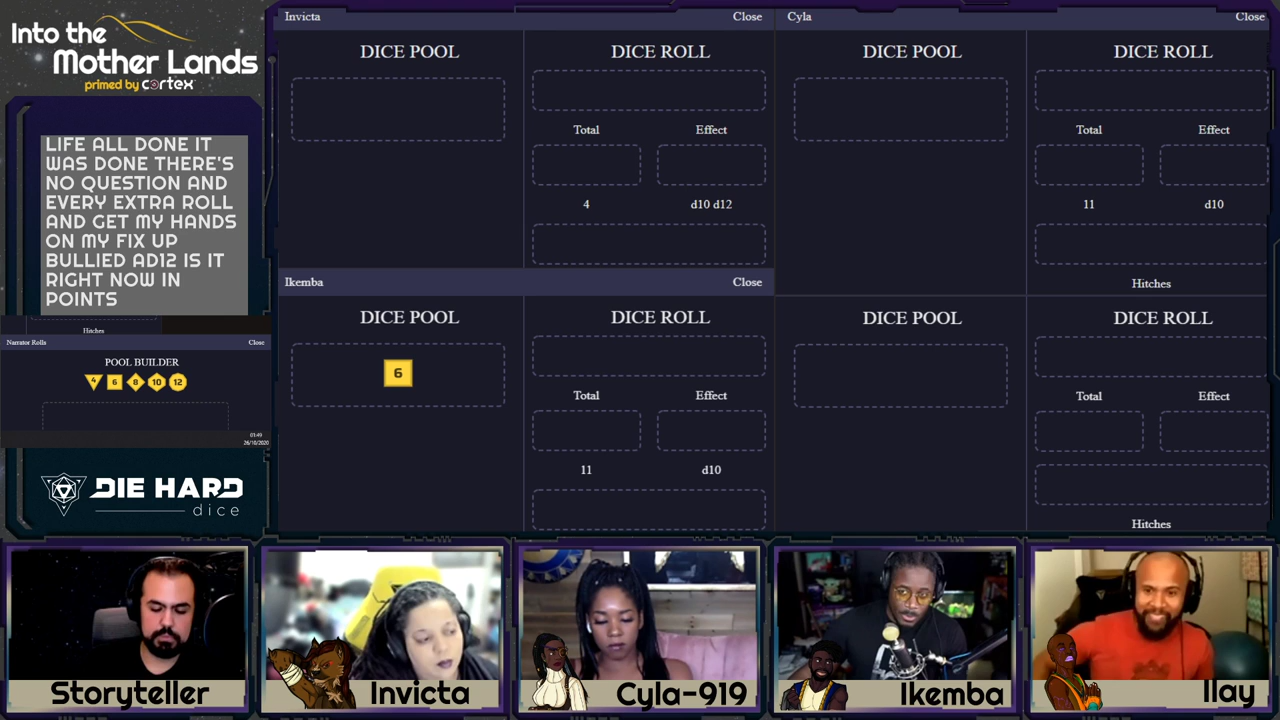 Into the
Mother Lands
primed by cortex
LIFE ALL DONE IT
WAS DONE THERE'S
NO QUESTION AND
EVERY EXTRA ROLL
AND GET MY HANDS
ON MY FIX UP
BULLIED AD12 IS IT
RIGHT NOW IN
POINTS
Hitches
Narrator Rolls Close
POOL BUILDER
4 6 8 10 12
03:49
26/10/2020
DIE HARD
dice
Invicta Close
DICE POOL DICE ROLL
Total Effect
4 d10 d12
Cyla Close
DICE POOL DICE ROLL
Total Effect
11 d10
Hitches
Ikemba Close
DICE POOL DICE ROLL
6
Total Effect
11 d10
DICE POOL DICE ROLL
Total Effect
Hitches
Storyteller
Invicta
Cyla-919
Ikemba
Ilay